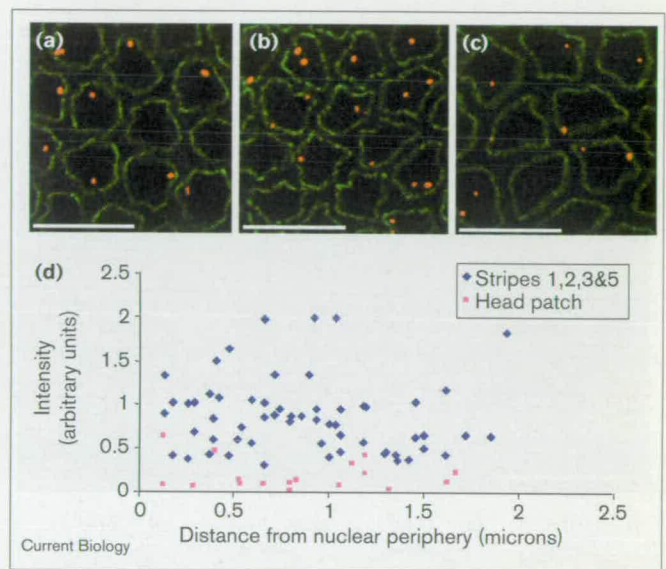 (a)
(b)
(c)
(d)
Stripes 1,2,3&5
Head patch
2.5
2
1.5
1
0.5
0
Intensity
(arbitrary units)
0
0.5
1
1.5
2
2.5
Distance from nuclear periphery (microns)
Current Biology